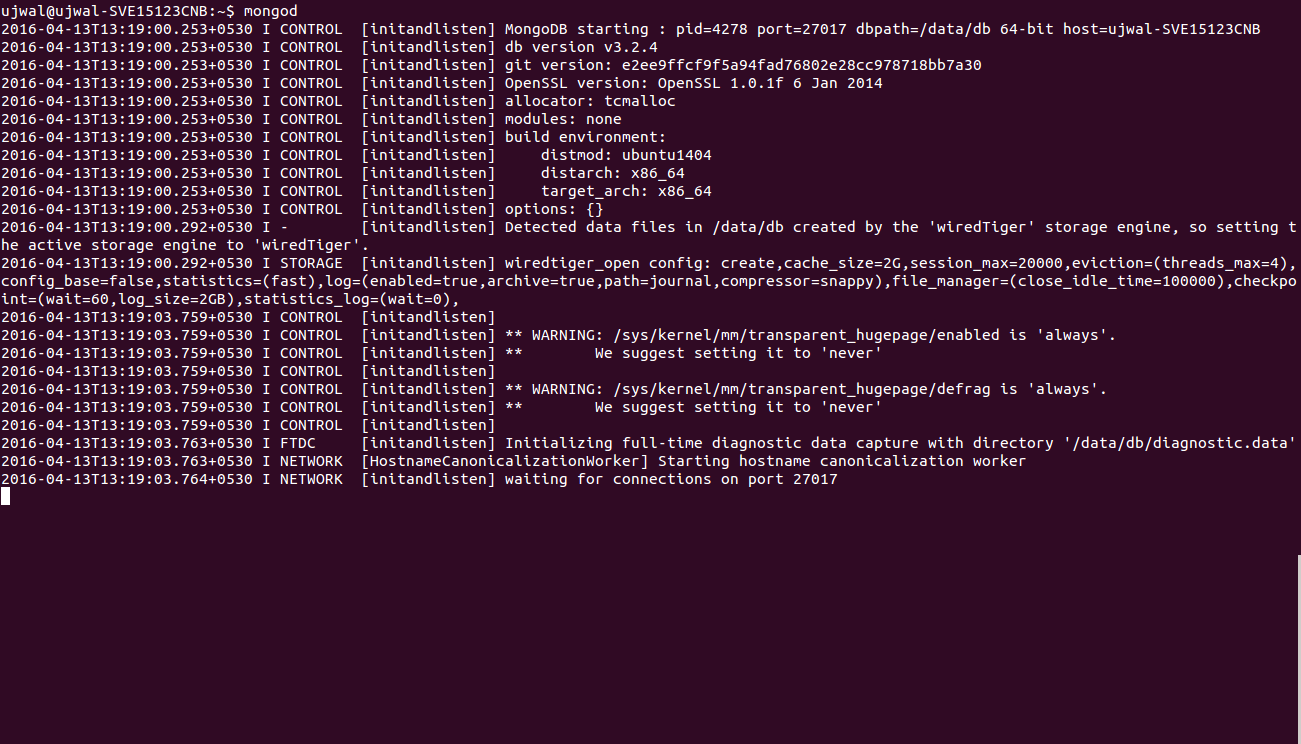 ujwal@ujwal-SVE15123CNB:~$ mongod
2016-04-13T13:19:00.253+0530 I CONTROL  [initandlisten] MongoDB starting : pid=4278 port=27017 dbpath=/data/db 64-bit host=ujwal-SVE15123CNB
2016-04-13T13:19:00.253+0530 I CONTROL  [initandlisten] db version v3.2.4
2016-04-13T13:19:00.253+0530 I CONTROL  [initandlisten] git version: e2ee9ffcf9f5a94fad76802e28cc978718bb7a30
2016-04-13T13:19:00.253+0530 I CONTROL  [initandlisten] OpenSSL version: OpenSSL 1.0.1f 6 Jan 2014
2016-04-13T13:19:00.253+0530 I CONTROL  [initandlisten] allocator: tcmalloc
2016-04-13T13:19:00.253+0530 I CONTROL  [initandlisten] modules: none
2016-04-13T13:19:00.253+0530 I CONTROL  [initandlisten] build environment:
2016-04-13T13:19:00.253+0530 I CONTROL  [initandlisten]     distmod: ubuntu1404
2016-04-13T13:19:00.253+0530 I CONTROL  [initandlisten]     distarch: x86_64
2016-04-13T13:19:00.253+0530 I CONTROL  [initandlisten]     target_arch: x86_64
2016-04-13T13:19:00.253+0530 I CONTROL  [initandlisten] options: {}
2016-04-13T13:19:00.292+0530 I -        [initandlisten] Detected data files in /data/db created by the 'wiredTiger' storage engine, so setting t
he active storage engine to 'wiredTiger'.
2016-04-13T13:19:00.292+0530 I STORAGE  [initandlisten] wiredtiger_open config: create,cache_size=2G,session_max=20000,eviction=(threads_max=4),
config_base=false,statistics=(fast),log=(enabled=true,archive=true,path=journal,compressor=snappy),file_manager=(close_idle_time=100000),checkpo
int=(wait=60,log_size=2GB),statistics_log=(wait=0),
2016-04-13T13:19:03.759+0530 I CONTROL  [initandlisten]
2016-04-13T13:19:03.759+0530 I CONTROL  [initandlisten] ** WARNING: /sys/kernel/mm/transparent_hugepage/enabled is 'always'.
2016-04-13T13:19:03.759+0530 I CONTROL  [initandlisten] **        We suggest setting it to 'never'
2016-04-13T13:19:03.759+0530 I CONTROL  [initandlisten]
2016-04-13T13:19:03.759+0530 I CONTROL  [initandlisten] ** WARNING: /sys/kernel/mm/transparent_hugepage/defrag is 'always'.
2016-04-13T13:19:03.759+0530 I CONTROL  [initandlisten] **        We suggest setting it to 'never'
2016-04-13T13:19:03.759+0530 I CONTROL  [initandlisten]
2016-04-13T13:19:03.763+0530 I FTDC     [initandlisten] Initializing full-time diagnostic data capture with directory '/data/db/diagnostic.data'
2016-04-13T13:19:03.763+0530 I NETWORK  [HostnameCanonicalizationWorker] Starting hostname canonicalization worker
2016-04-13T13:19:03.764+0530 I NETWORK  [initandlisten] waiting for connections on port 27017